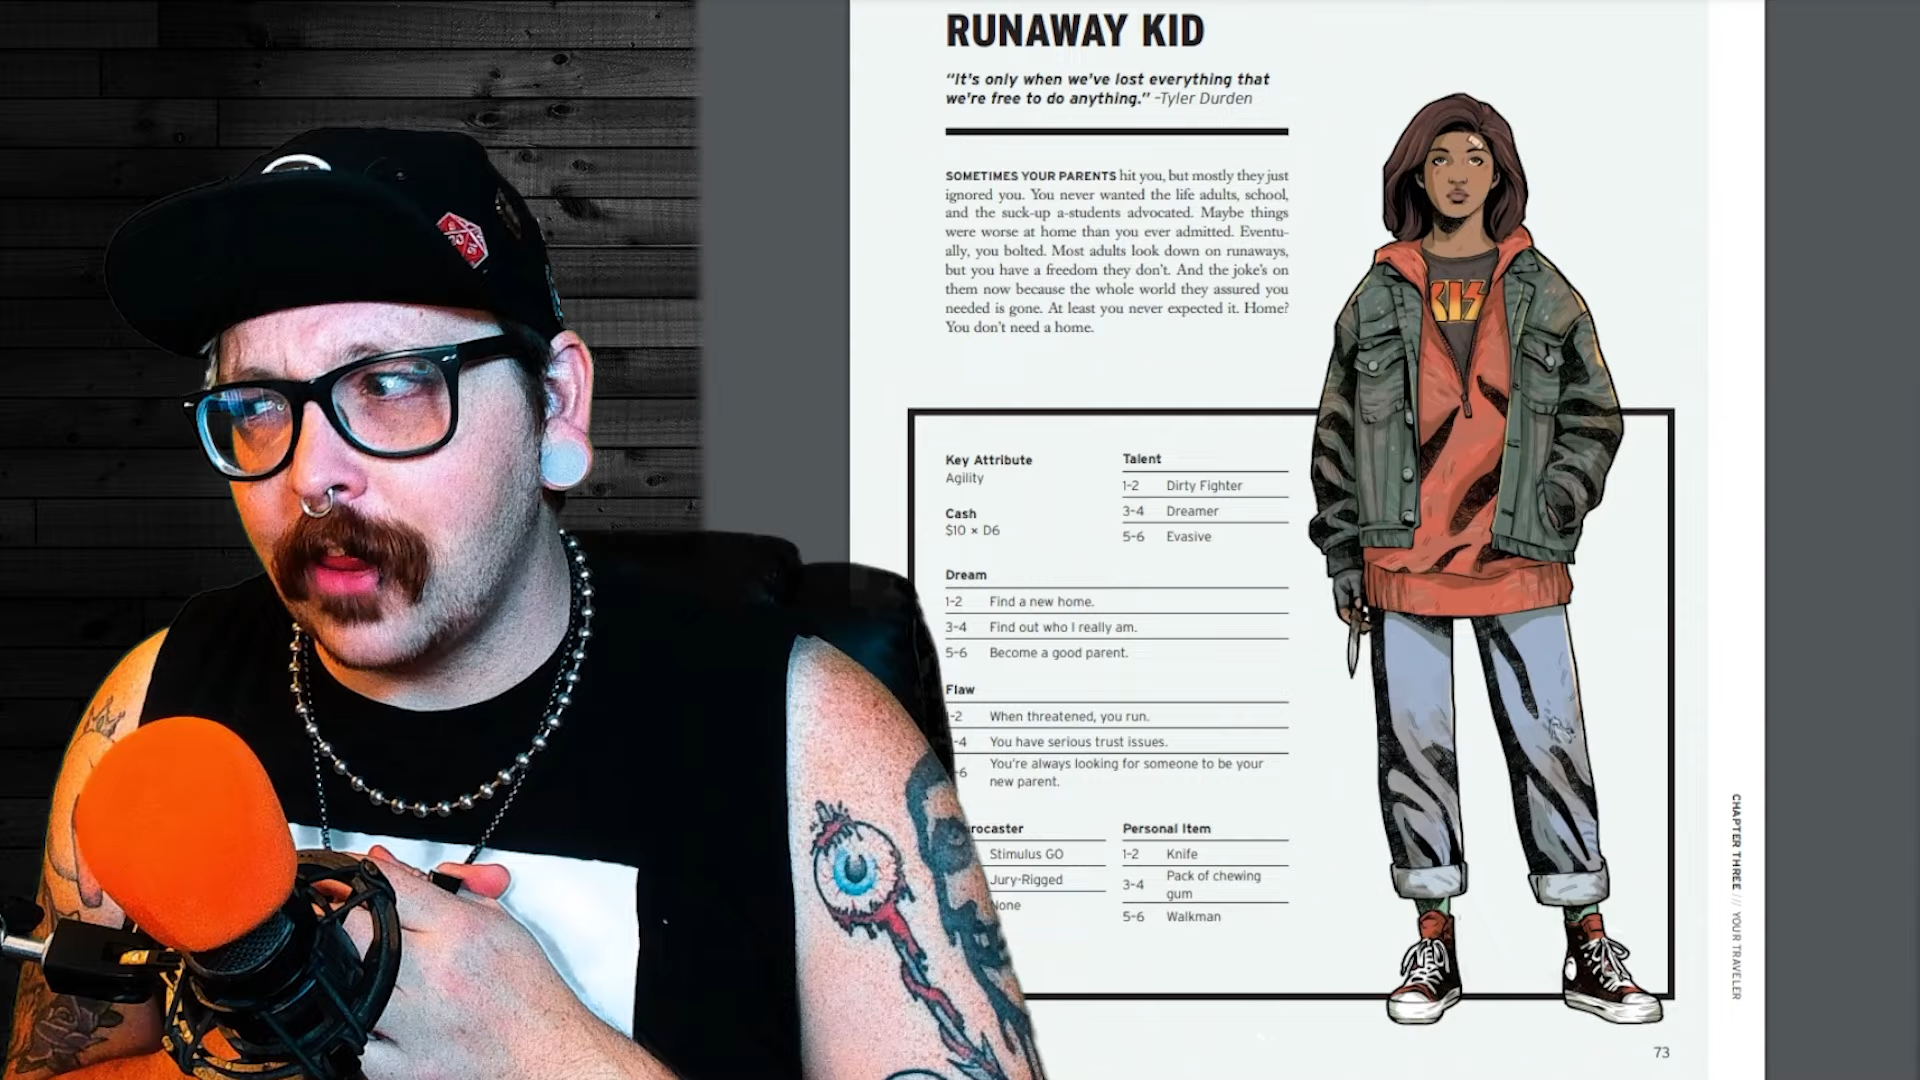 RUNAWAY KID
“It's only when we've lost everything that
we're free to do anything.” –Tyler Durden
SOMETIMES YOUR PARENTS hit you, but mostly they just
ignored you. You never wanted the life adults, school,
and the suck-up a-students advocated. Maybe things
were worse at home than you ever admitted. Eventu-
ally, you bolted. Most adults look down on runaways,
but you have a freedom they don't. And the joke's on
them now because the whole world they assured you
needed is gone. At least you never expected it. Home?
You don't need a home.
Key Attribute
Agility
Cash
$10 × D6
Talent
1–2 Dirty Fighter
3–4 Dreamer
5–6 Evasive
Dream
1–2 Find a new home.
3–4 Find out who I really am.
5–6 Become a good parent.
Flaw
-2 When threatened, you run.
-4 You have serious trust issues.
-6 You're always looking for someone to be your
new parent.
rocaster
Stimulus GO
Jury-Rigged
None
Personal Item
1–2 Knife
3–4 Pack of chewing
gum
5–6 Walkman
KIS
20
CHAPTER THREE /// YOUR TRAVELER
73